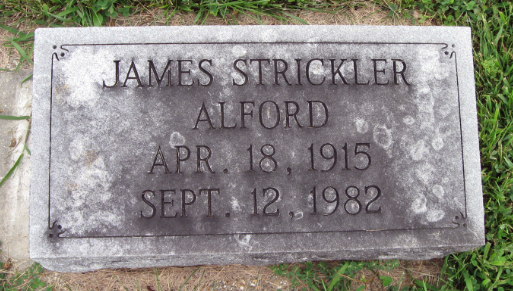 JAMES STRICKLER
ALFORD
APR. 18, 1915
SEPT. 12, 1982